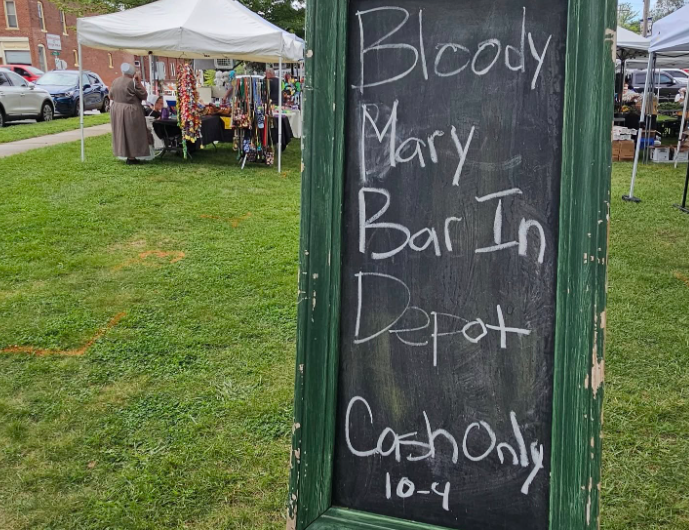 Bloody
Mary
Bar In
Depot
Cash Only
10-4